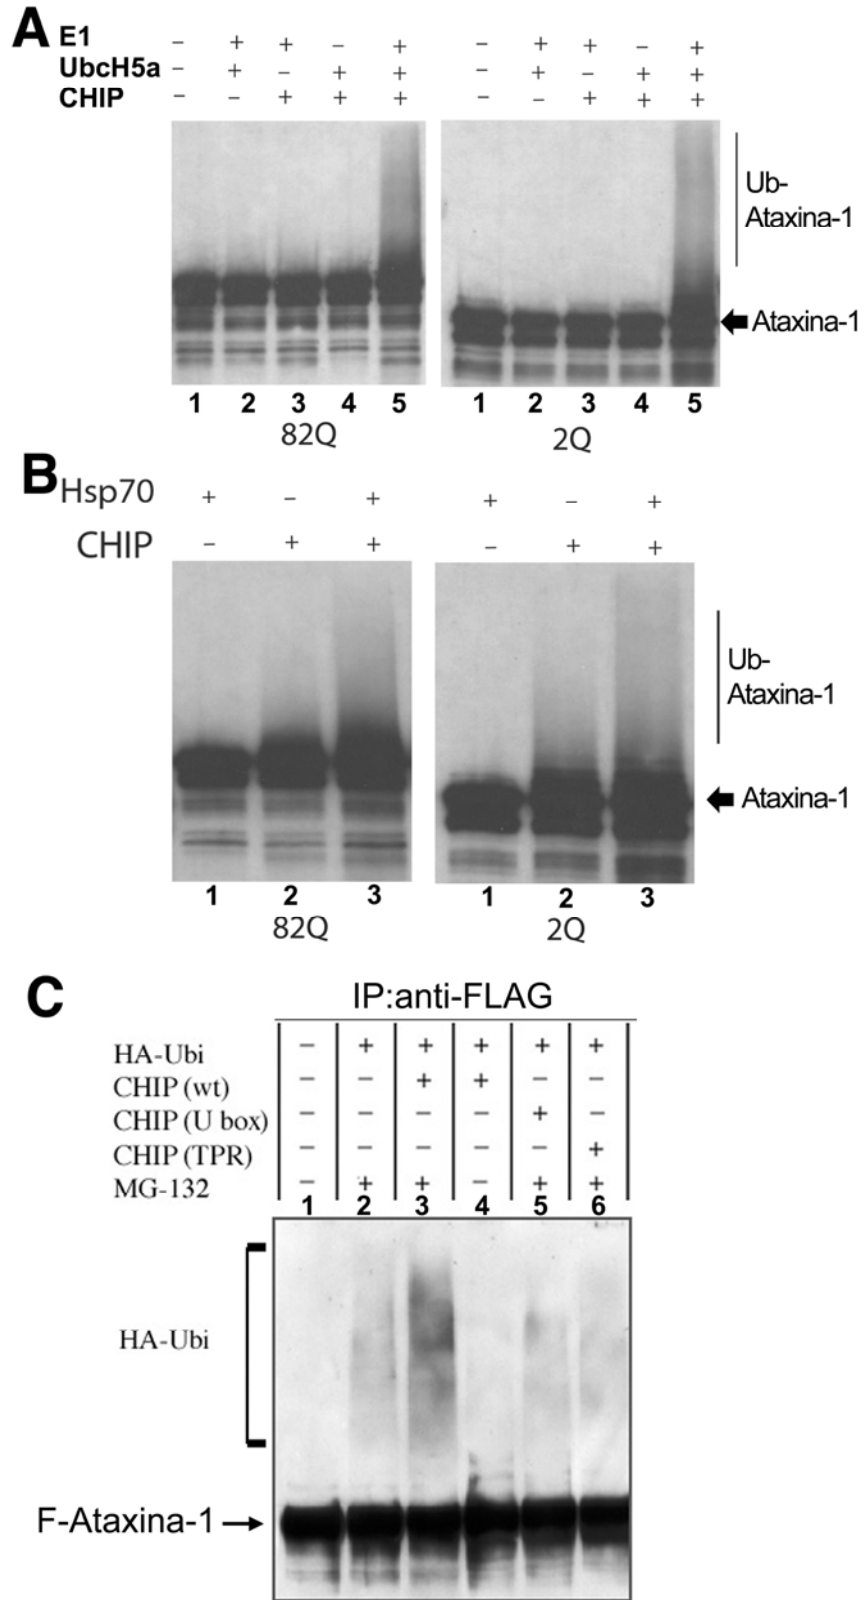 A
E1 – + + – + – + + – +
UbcH5a – + – + + – + – + +
CHIP – – + + + – – + + +
Ub-
Ataxina-1
Ataxina-1
1 2 3 4 5 1 2 3 4 5
82Q 2Q
B
Hsp70 + – + + – +
CHIP – + + – + +
Ub-
Ataxina-1
Ataxina-1
1 2 3 1 2 3
82Q 2Q
C
IP:anti-FLAG
HA-Ubi – + + + + +
CHIP (wt) – – + + – –
CHIP (U box) – – – – + –
CHIP (TPR) – – – – – +
MG-132 – + + – + +
1 2 3 4 5 6
HA-Ubi
F-Ataxina-1